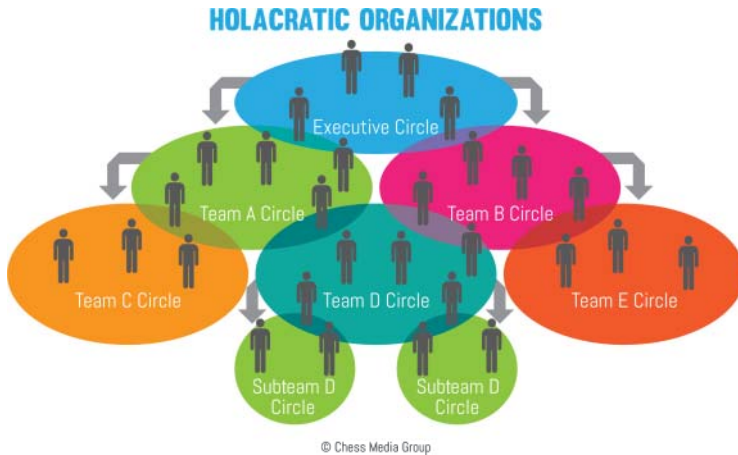 HOLACRATIC ORGANIZATIONS
Executive Circle
Team A Circle
Team B Circle
Team C Circle
Team D Circle
Team E Circle
Subteam D
Circle
Subteam D
Circle
© Chess Media Group